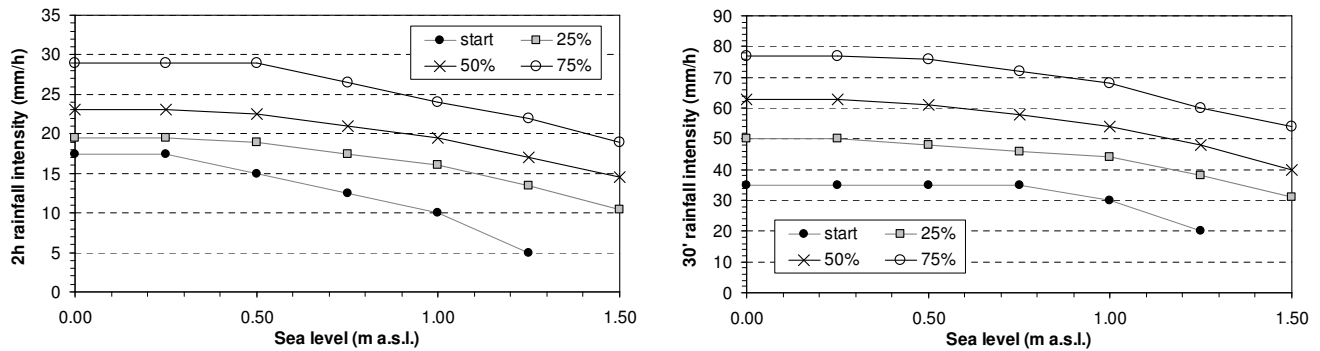 2h rainfall intensity (mm/h)
35
30
25
20
15
10
5
0
start 25%
50% 75%
0.00 0.50 1.00 1.50
Sea level (m a.s.l.)
30' rainfall intensity (mm/h)
90
80
70
60
50
40
30
20
10
0
start 25%
50% 75%
0.00 0.50 1.00 1.50
Sea level (m a.s.l.)